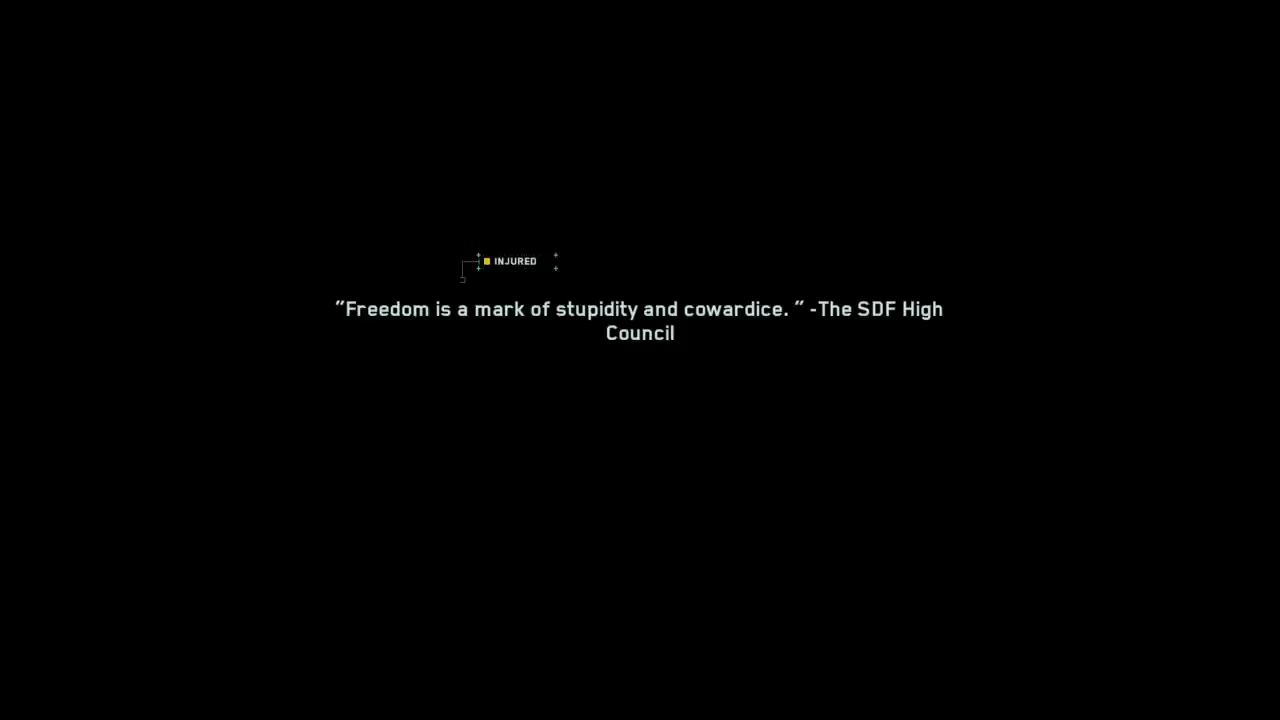 INJURED
"Freedom is a mark of stupidity and cowardice. " -The SDF High
Council